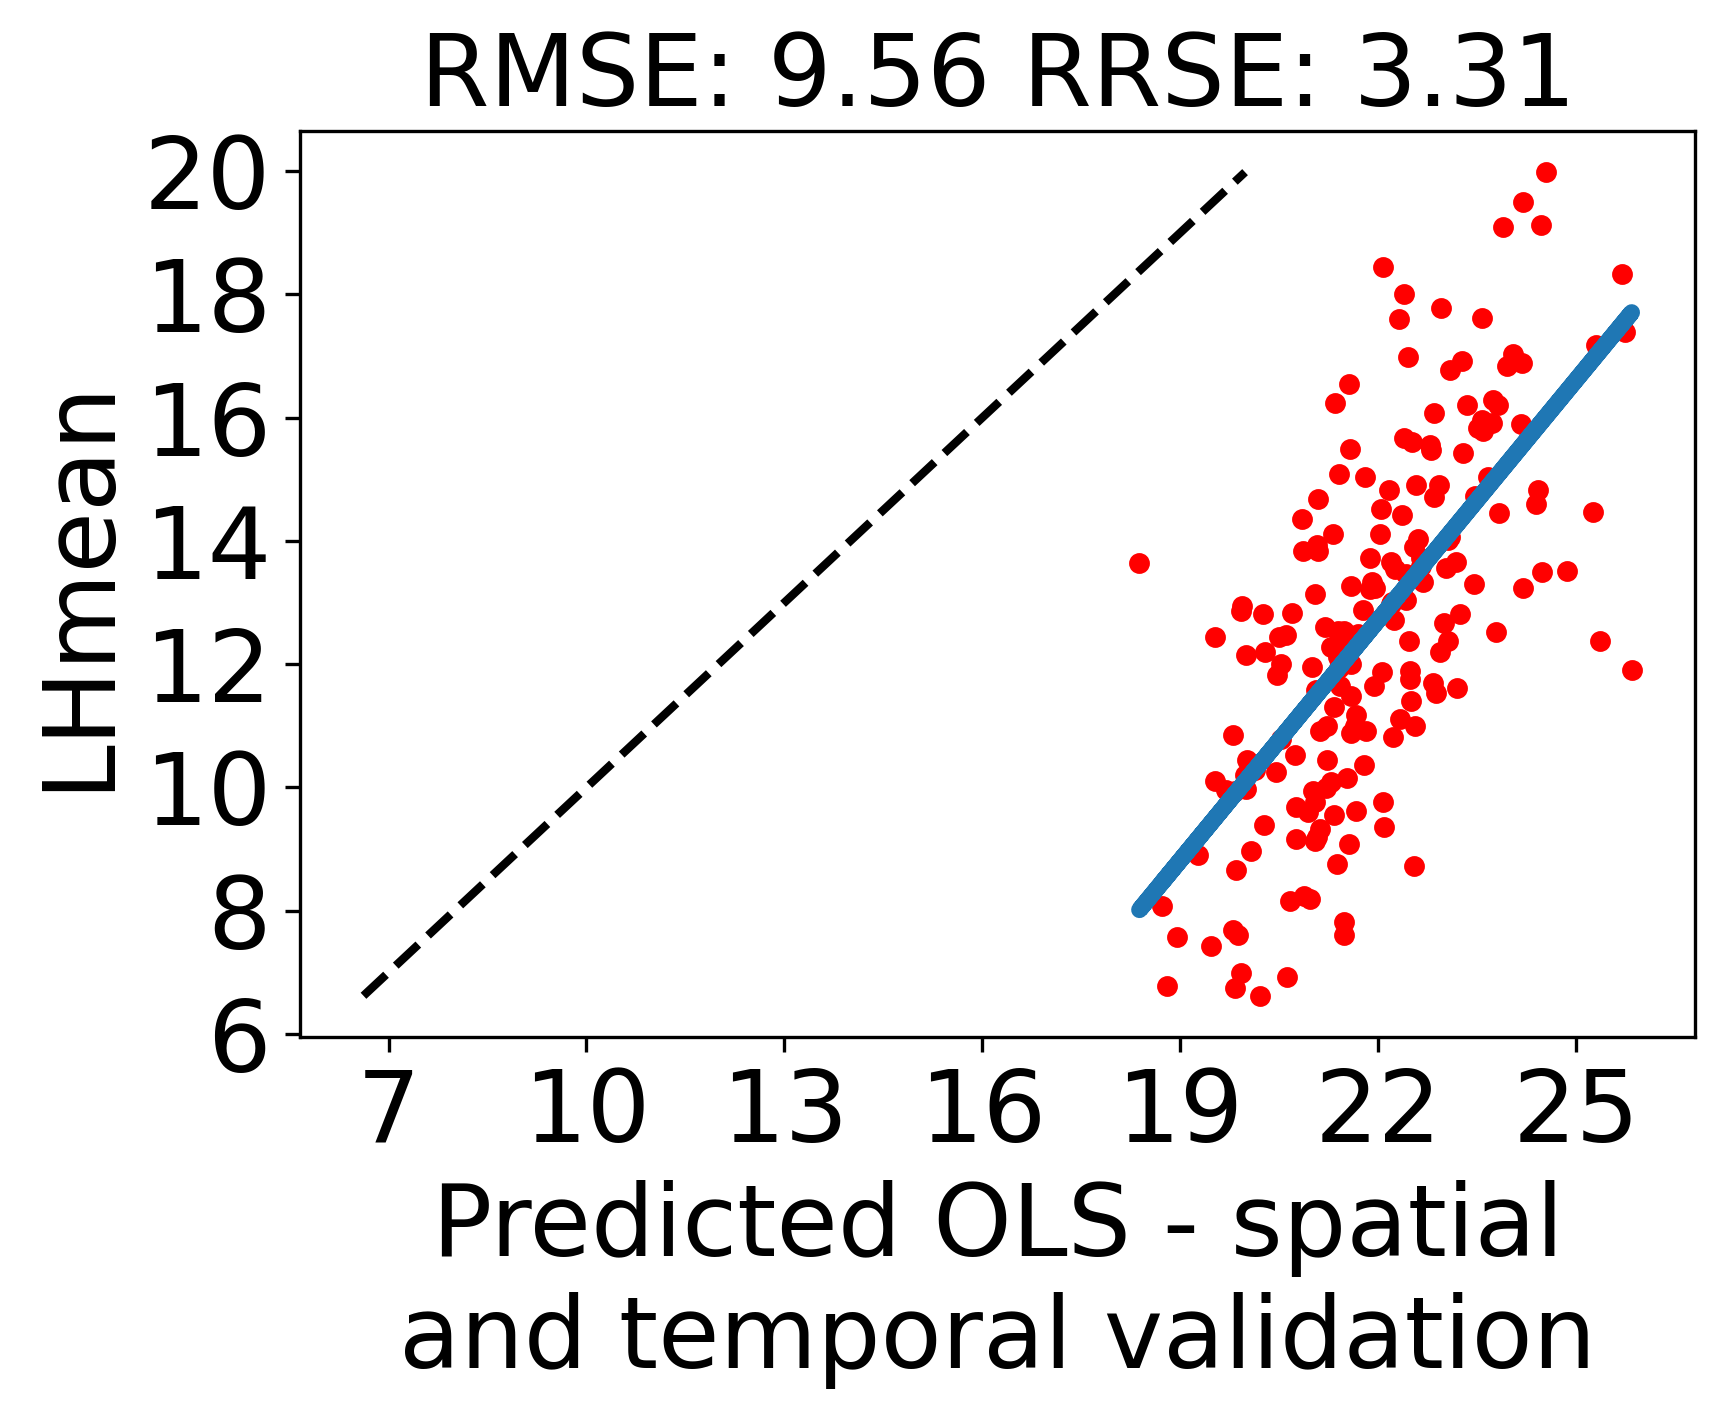 RMSE: 9.56 RRSE: 3.31
20
18
16
14
12
10
8
6
LHmean
7 10 13 16 19 22 25
Predicted OLS - spatial
and temporal validation